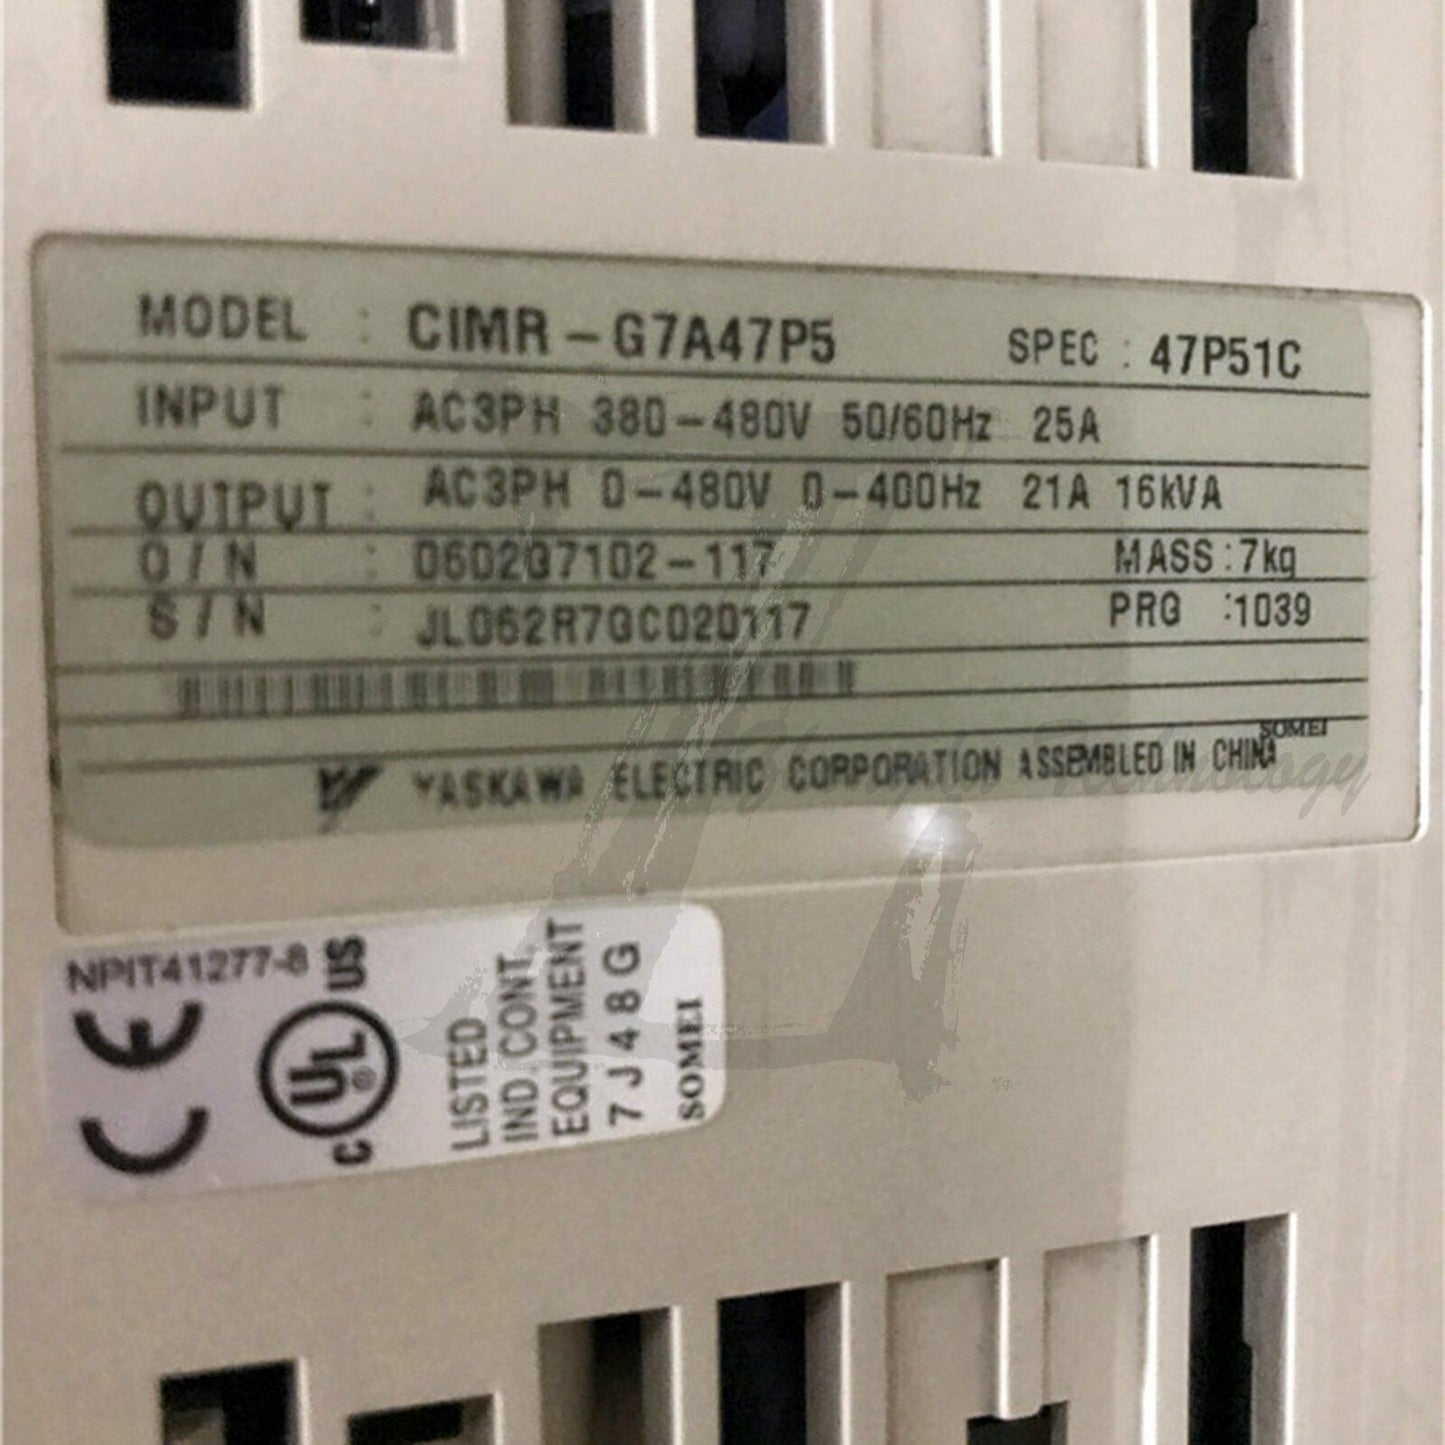 MODEL : CIMR-G7A47P5 SPEC : 47P51C
INPUT : AC3PH 380-480V 50/60Hz 25A
OUTPUT : AC3PH 0-480V 0-400Hz 21A 16kVA
O/N : 0602G7102-117 MASS : 7kg
S/N : JL062R7GC020117 PRG : 1039
SOMEI
YASKAWA ELECTRIC CORPORATION ASSEMBLED IN CHINA
Technology
NPIT41277-8
CE
c UL ® US
LISTED
IND. CONT.
EQUIPMENT
7J48G
SOMEI